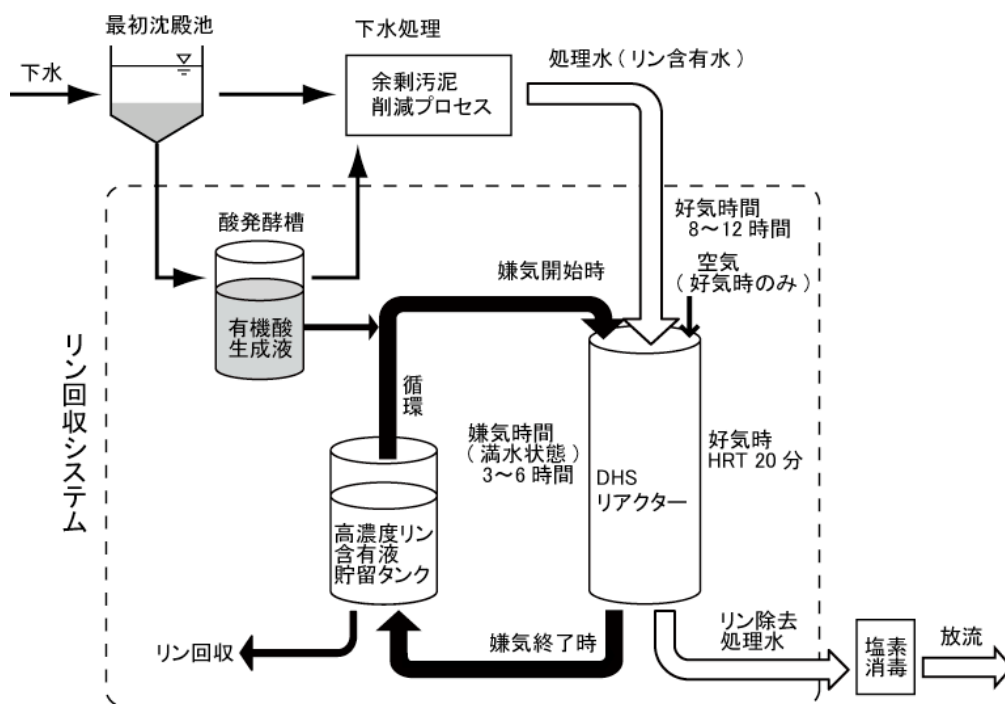 最初沈殿池
下水処理
下水
余剰汚泥
削減プロセス
処理水(リン含有水)
酸発酵槽
好気時間
8～12 時間
空気
(好気時のみ)
嫌気開始時
有機酸
生成液
リン回収システム
循環
嫌気時間
(満水状態)
3～6 時間
好気時
HRT 20 分
DHS
リアクター
高濃度リン
含有液
貯留タンク
リン回収
嫌気終了時
リン除去
処理水
塩素
消毒
放流